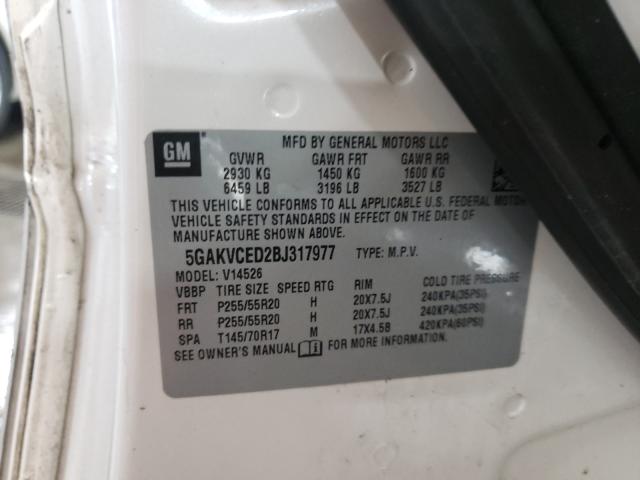 GM
MFD BY GENERAL MOTORS LLC
GVWR GAWR FRT GAWR RR
2930 KG 1450 KG 1600 KG
6459 LB 3196 LB 3527 LB
THIS VEHICLE CONFORMS TO ALL APPLICABLE U.S. FEDERAL MOTOR
VEHICLE SAFETY STANDARDS IN EFFECT ON THE DATE OF
MANUFACTURE SHOWN ABOVE.
5GAKVCED2BJ317977 TYPE: M.P.V.
MODEL: V14526
VBBP TIRE SIZE SPEED RTG RIM COLD TIRE PRESSURE
FRT P255/55R20 H 20X7.5J 240KPA(35PSI)
RR P255/55R20 H 20X7.5J 240KPA(35PSI)
SPA T145/70R17 M 17X4.5B 420KPA(60PSI)
SEE OWNER'S MANUAL FOR MORE INFORMATION.